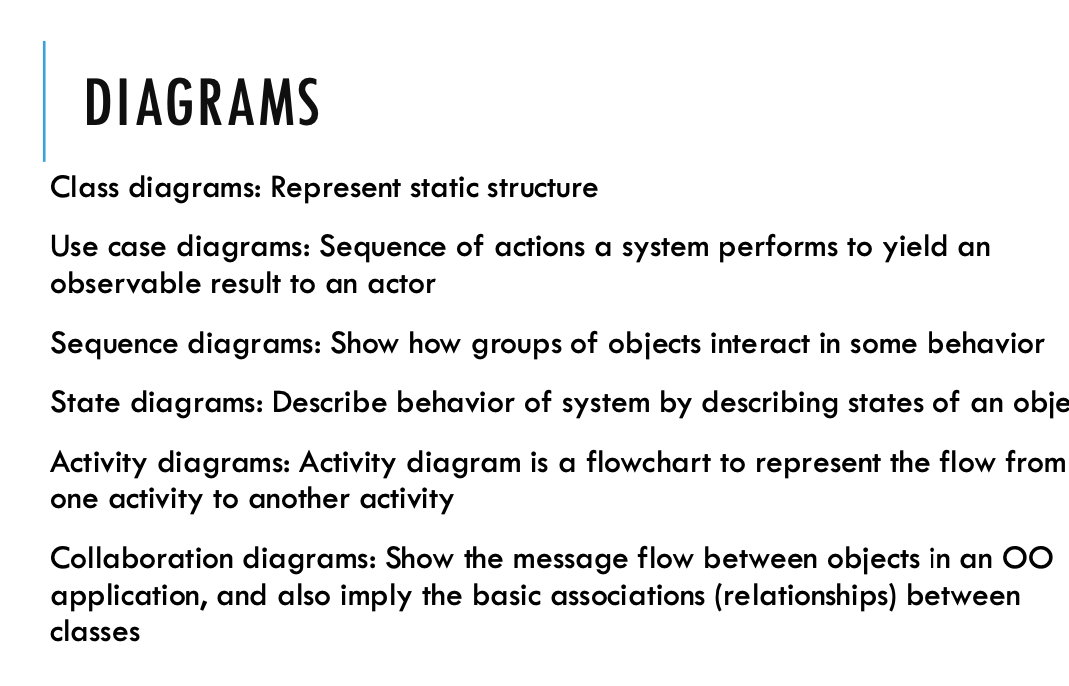 DIAGRAMS
Class diagrams: Represent static structure
Use case diagrams: Sequence of actions a system performs to yield an
observable result to an actor
Sequence diagrams: Show how groups of objects interact in some behavior
State diagrams: Describe behavior of system by describing states of an obje
Activity diagrams: Activity diagram is a flowchart to represent the flow from
one activity to another activity
Collaboration diagrams: Show the message flow between objects in an OO
application, and also imply the basic associations (relationships) between
classes